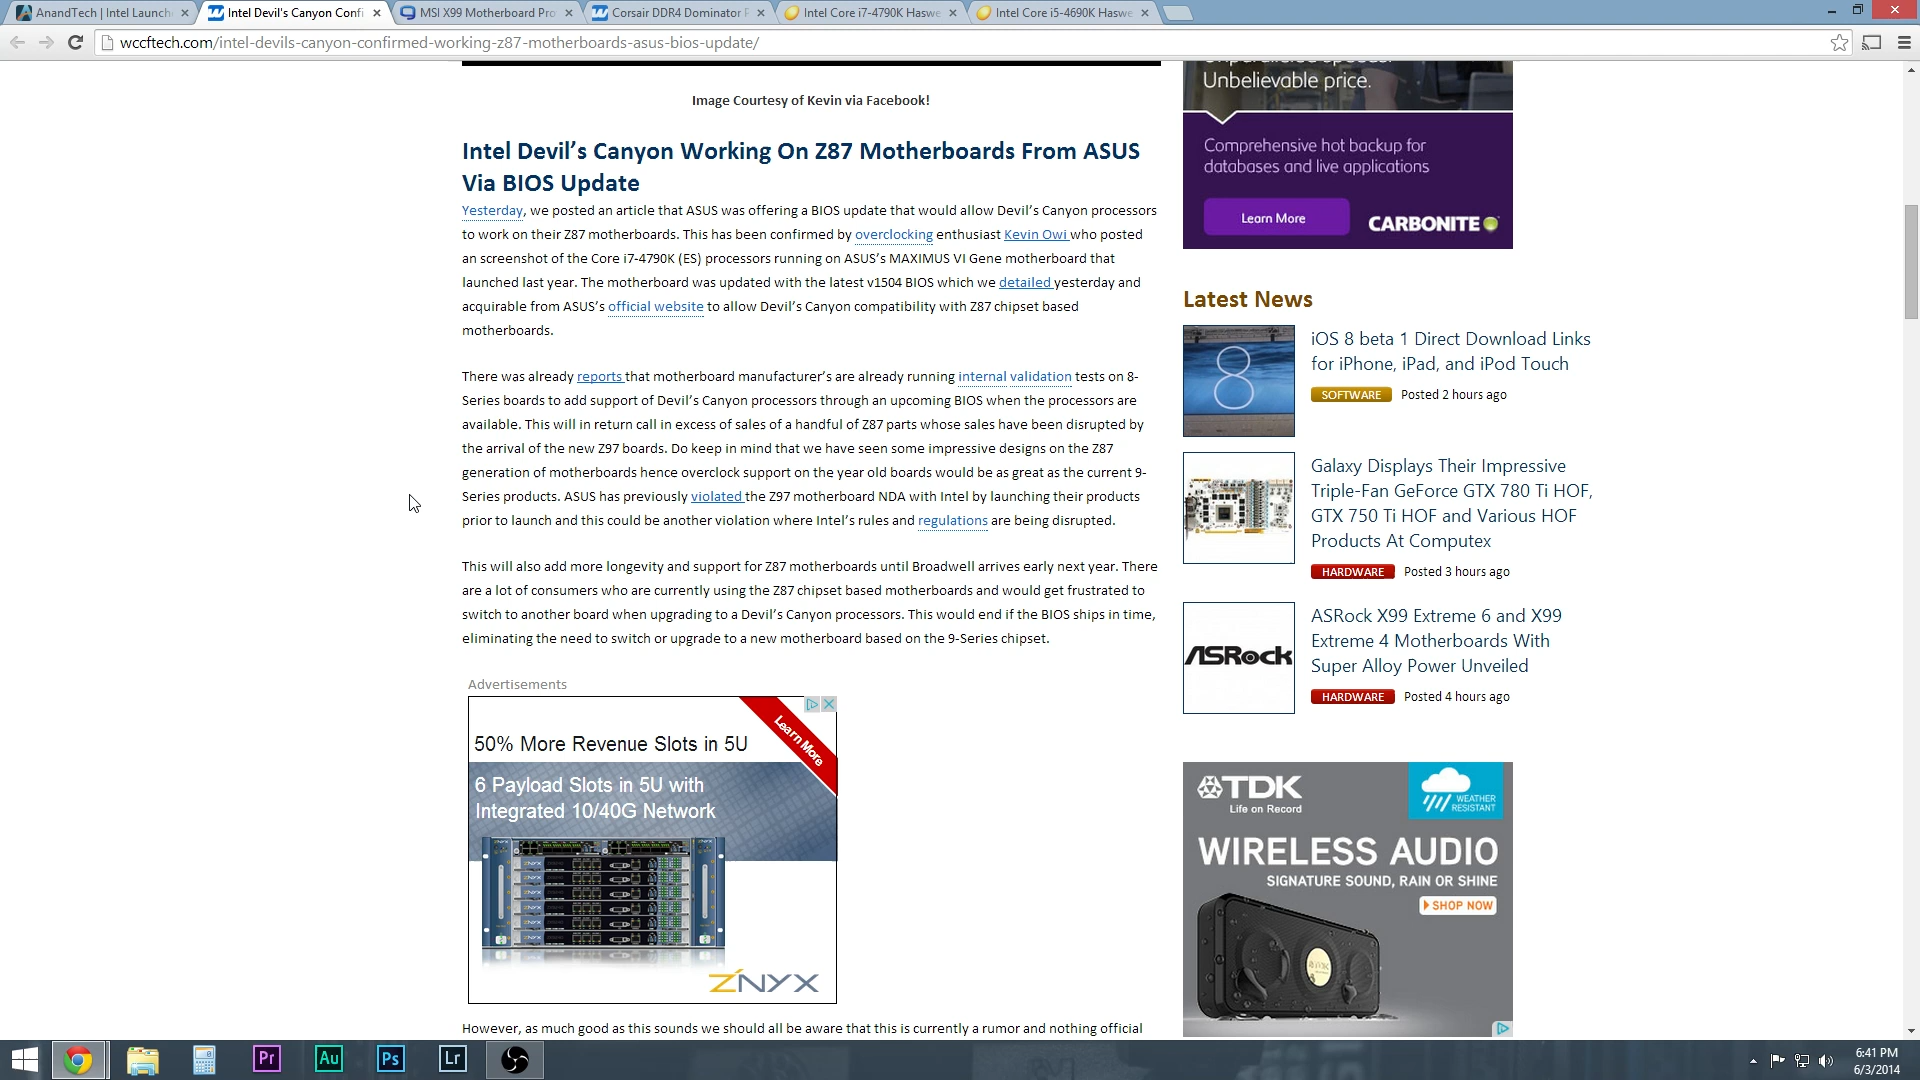 AnandTech | Intel Launch
Intel Devil's Canyon Confi
MSI X99 Motherboard Pro
Corsair DDR4 Dominator P
Intel Core i7-4790K Haswe
Intel Core i5-4690K Haswe
wccftech.com/intel-devils-canyon-confirmed-working-z87-motherboards-asus-bios-update/
Image Courtesy of Kevin via Facebook!
Intel Devil’s Canyon Working On Z87 Motherboards From ASUS
Via BIOS Update
Yesterday, we posted an article that ASUS was offering a BIOS update that would allow Devil’s Canyon processors
to work on their Z87 motherboards. This has been confirmed by overclocking enthusiast Kevin Owi who posted
an screenshot of the Core i7-4790K (ES) processors running on ASUS’s MAXIMUS VI Gene motherboard that
launched last year. The motherboard was updated with the latest v1504 BIOS which we detailed yesterday and
acquirable from ASUS’s official website to allow Devil’s Canyon compatibility with Z87 chipset based
motherboards.
There was already reports that motherboard manufacturer’s are already running internal validation tests on 8-
Series boards to add support of Devil’s Canyon processors through an upcoming BIOS when the processors are
available. This will in return call in excess of sales of a handful of Z87 parts whose sales have been disrupted by
the arrival of the new Z97 boards. Do keep in mind that we have seen some impressive designs on the Z87
generation of motherboards hence overclock support on the year old boards would be as great as the current 9-
Series products. ASUS has previously violated the Z97 motherboard NDA with Intel by launching their products
prior to launch and this could be another violation where Intel’s rules and regulations are being disrupted.
This will also add more longevity and support for Z87 motherboards until Broadwell arrives early next year. There
are a lot of consumers who are currently using the Z87 chipset based motherboards and would get frustrated to
switch to another board when upgrading to a Devil’s Canyon processors. This would end if the BIOS ships in time,
eliminating the need to switch or upgrade to a new motherboard based on the 9-Series chipset.
Advertisements
Learn More
50% More Revenue Slots in 5U
6 Payload Slots in 5U with
Integrated 10/40G Network
ZNYX
However, as much good as this sounds we should all be aware that this is currently a rumor and nothing official
Unbelievable price.
Comprehensive hot backup for
databases and live applications
Learn More
CARBONITE
Latest News
8
iOS 8 beta 1 Direct Download Links
for iPhone, iPad, and iPod Touch
SOFTWARE Posted 2 hours ago
Galaxy Displays Their Impressive
Triple-Fan GeForce GTX 780 Ti HOF,
GTX 750 Ti HOF and Various HOF
Products At Computex
HARDWARE Posted 3 hours ago
ASRock
ASRock X99 Extreme 6 and X99
Extreme 4 Motherboards With
Super Alloy Power Unveiled
HARDWARE Posted 4 hours ago
TDK
Life on Record
WEATHER
RESISTANT
WIRELESS AUDIO
SIGNATURE SOUND, RAIN OR SHINE
SHOP NOW
Pr
Au
Ps
Lr
6:41 PM
6/3/2014